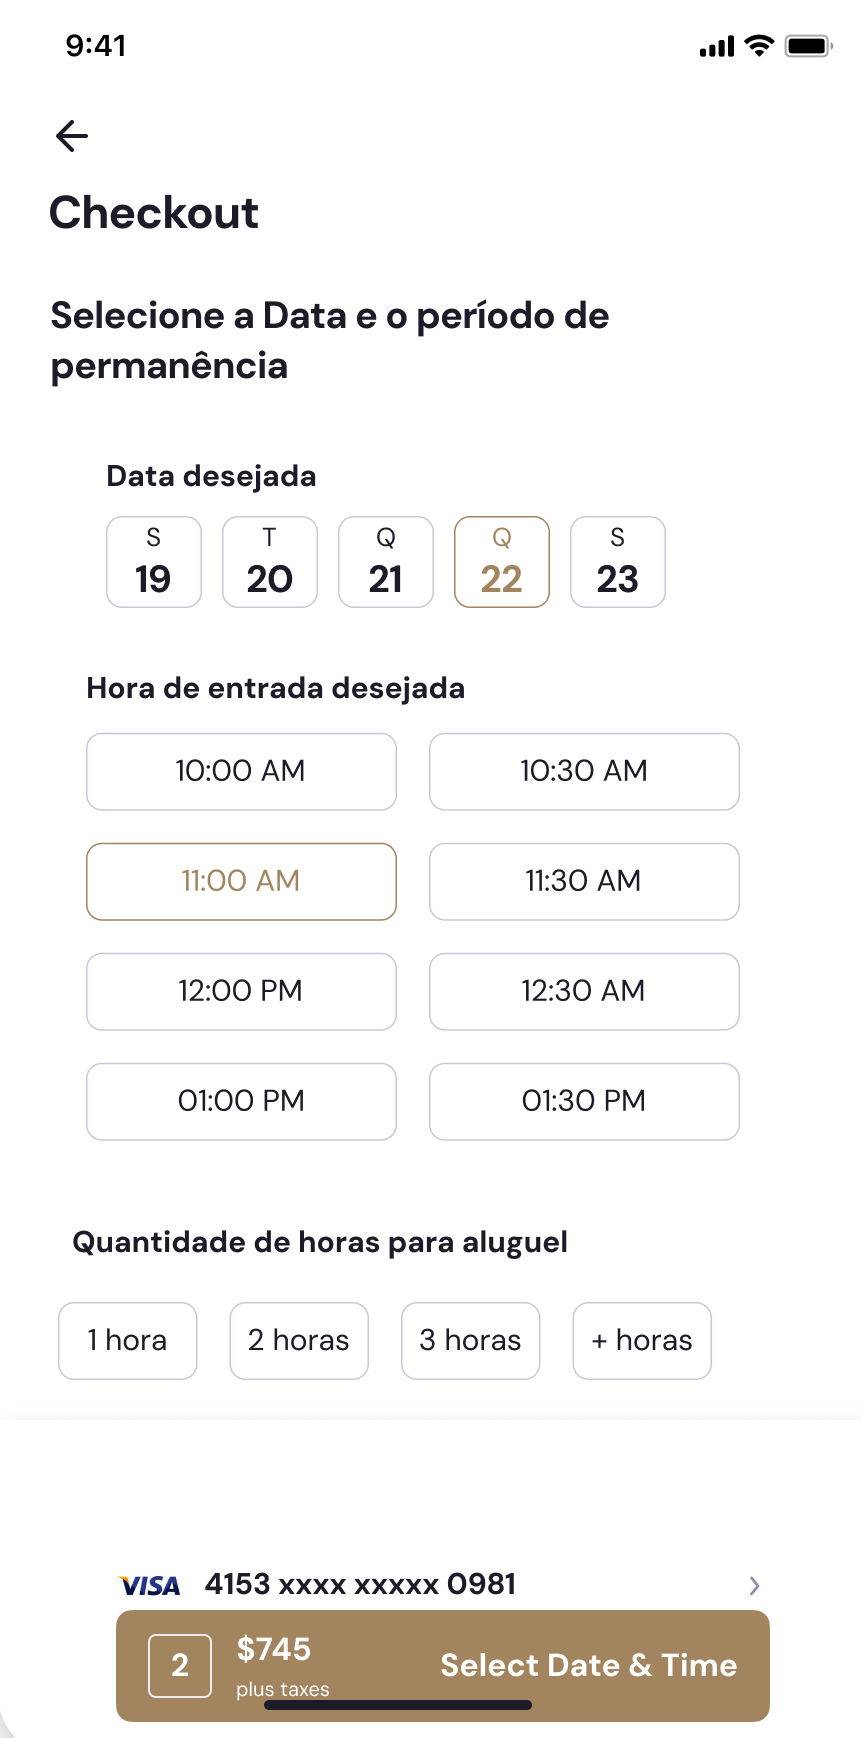 9:41
Checkout
Selecione a Data e o período de
permanência
Data desejada
S T Q Q S
19 20 21 22 23
Hora de entrada desejada
10:00 AM 10:30 AM
11:00 AM 11:30 AM
12:00 PM 12:30 AM
01:00 PM 01:30 PM
Quantidade de horas para aluguel
1 hora 2 horas 3 horas + horas
VISA 4153 xxxx xxxxx 0981
2 $745 Select Date & Time
plus taxes